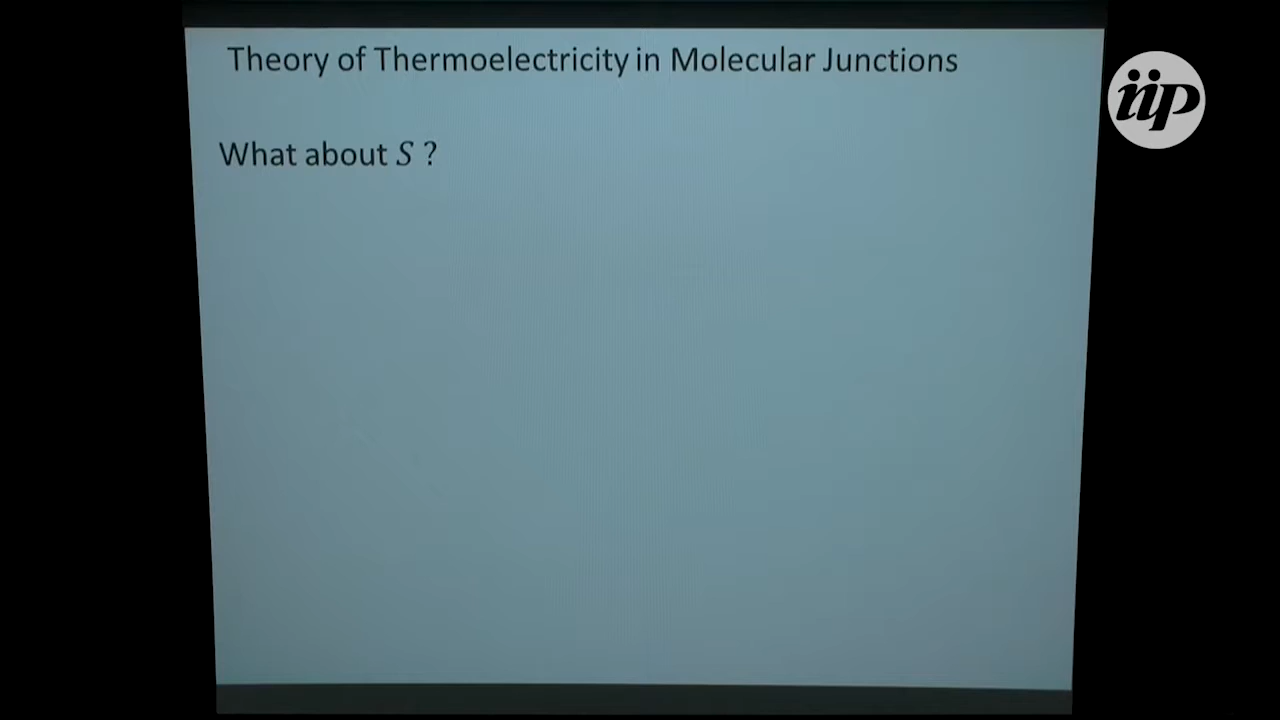 Theory of Thermoelectricity in Molecular Junctions
What about S ?
iip